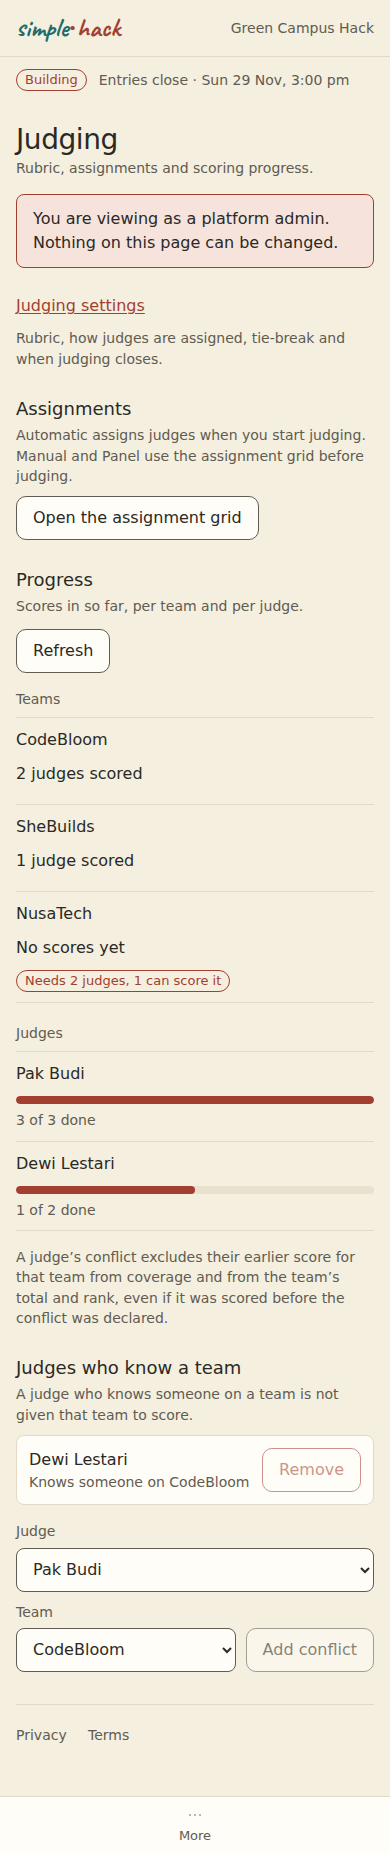 simple·hack
Green Campus Hack
Building
Entries close · Sun 29 Nov, 3:00 pm
Judging
Rubric, assignments and scoring progress.
You are viewing as a platform admin.
Nothing on this page can be changed.
Judging settings
Rubric, how judges are assigned, tie-break and
when judging closes.
Assignments
Automatic assigns judges when you start judging.
Manual and Panel use the assignment grid before
judging.
Open the assignment grid
Progress
Scores in so far, per team and per judge.
Refresh
Teams
CodeBloom
2 judges scored
SheBuilds
1 judge scored
NusaTech
No scores yet
Needs 2 judges, 1 can score it
Judges
Pak Budi
3 of 3 done
Dewi Lestari
1 of 2 done
A judge’s conflict excludes their earlier score for
that team from coverage and from the team’s
total and rank, even if it was scored before the
conflict was declared.
Judges who know a team
A judge who knows someone on a team is not
given that team to score.
Dewi Lestari
Knows someone on CodeBloom
Remove
Judge
Pak Budi
Team
CodeBloom
Add conflict
Privacy
Terms
...
More